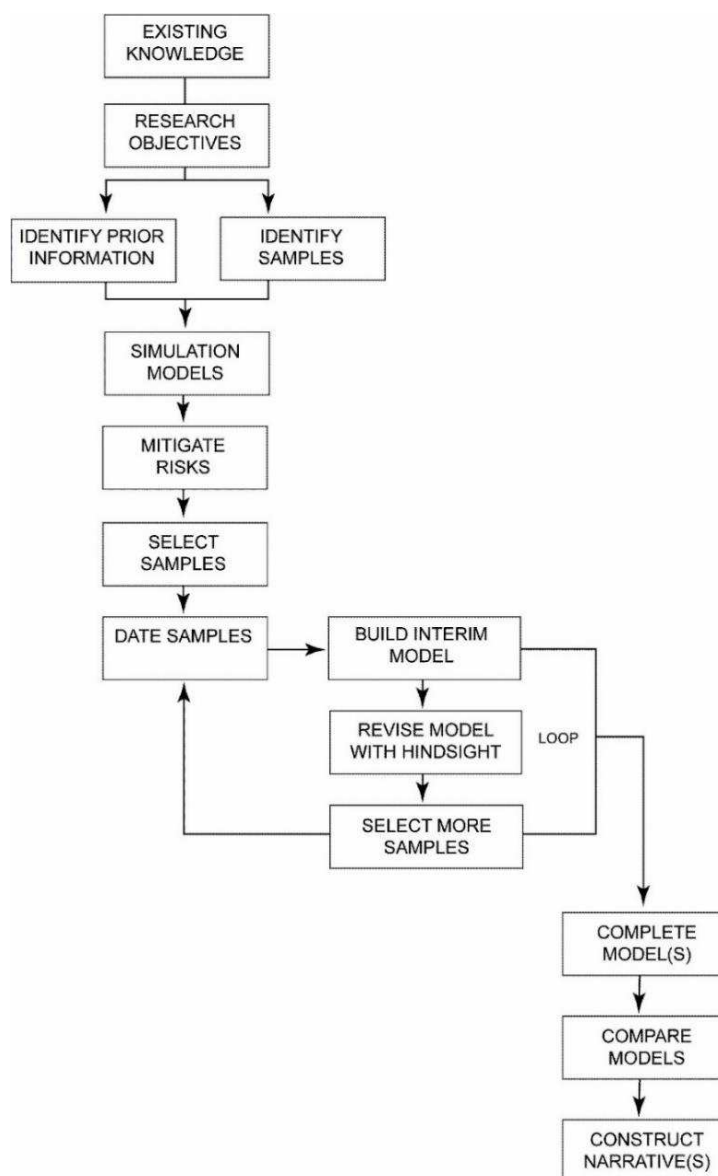 EXISTING
KNOWLEDGE
RESEARCH
OBJECTIVES
IDENTIFY PRIOR
INFORMATION
IDENTIFY
SAMPLES
SIMULATION
MODELS
MITIGATE
RISKS
SELECT
SAMPLES
DATE SAMPLES
BUILD INTERIM
MODEL
REVISE MODEL
WITH HINDSIGHT
LOOP
SELECT MORE
SAMPLES
COMPLETE
MODEL(S)
COMPARE
MODELS
CONSTRUCT
NARRATIVE(S)